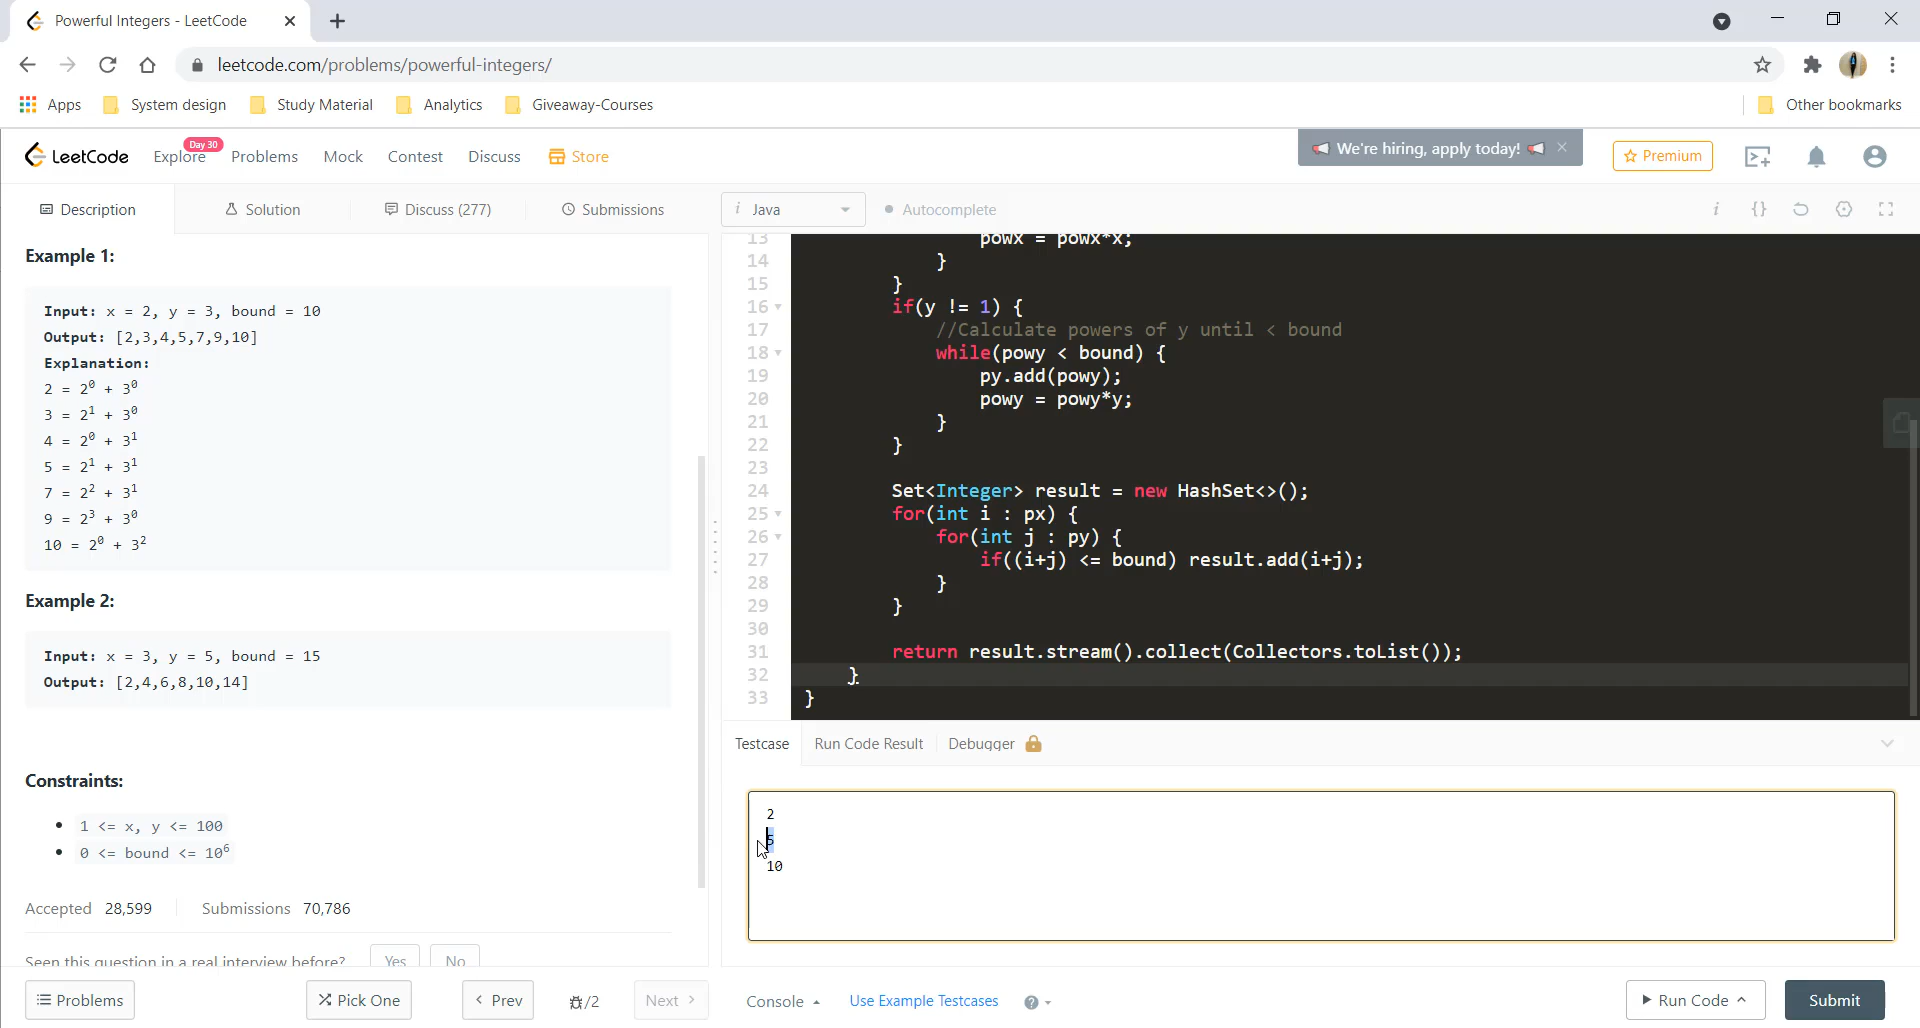 Powerful Integers - LeetCode
leetcode.com/problems/powerful-integers/
Apps System design Study Material Analytics Giveaway-Courses Other bookmarks
LeetCode Explore Day 30 Problems Mock Contest Discuss Store We're hiring, apply today! Premium
Description Solution Discuss (277) Submissions
i Java Autocomplete
Example 1:
Input: x = 2, y = 3, bound = 10
Output: [2,3,4,5,7,9,10]
Explanation:
2 = 2⁰ + 3⁰
3 = 2¹ + 3⁰
4 = 2⁰ + 3¹
5 = 2¹ + 3¹
7 = 2² + 3¹
9 = 2³ + 3⁰
10 = 2⁰ + 3²
Example 2:
Input: x = 3, y = 5, bound = 15
Output: [2,4,6,8,10,14]
Constraints:
1 <= x, y <= 100
0 <= bound <= 10⁶
Accepted 28,599 Submissions 70,786
Seen this question in a real interview before? Yes No
Problems Pick One Prev /2 Next
13 powx = powx*x;
14 }
15 }
16 if(y != 1) {
17 //Calculate powers of y until < bound
18 while(powy < bound) {
19 py.add(powy);
20 powy = powy*y;
21 }
22 }
23
24 Set<Integer> result = new HashSet<>();
25 for(int i : px) {
26 for(int j : py) {
27 if((i+j) <= bound) result.add(i+j);
28 }
29 }
30
31 return result.stream().collect(Collectors.toList());
32 }
33 }
Testcase Run Code Result Debugger
2
5
10
Console Use Example Testcases ? Run Code Submit